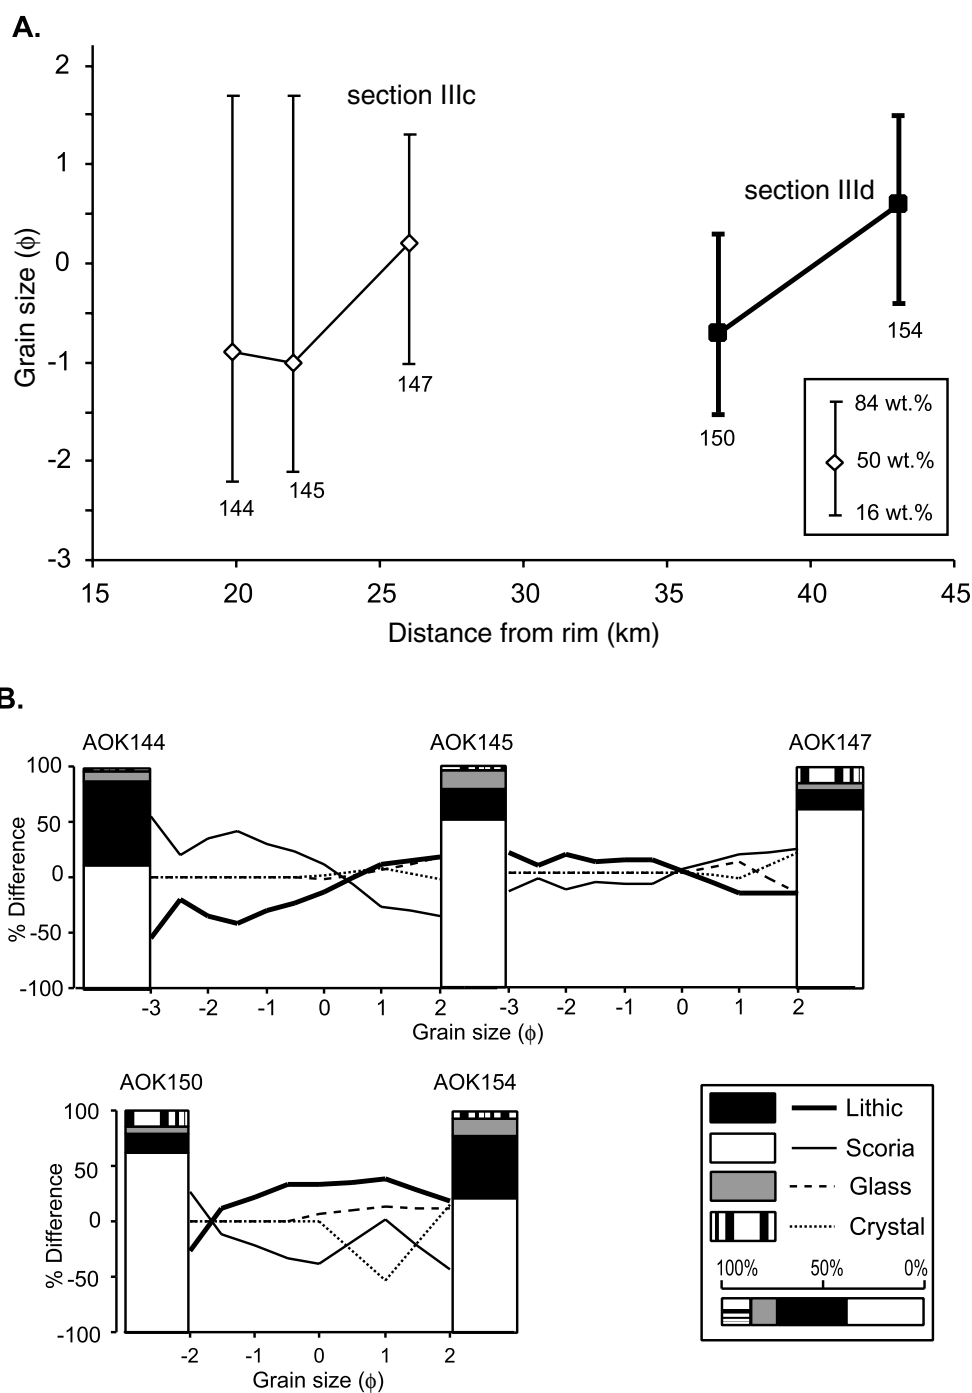 A.
2
section IIIc
1
section IIId
0
Grain size (ϕ)
154
-1
147
84 wt.%
150
50 wt.%
-2
145
144
16 wt.%
-3
15 20 25 30 35 40 45
Distance from rim (km)
B.
AOK144 AOK145 AOK147
100
50
0
-50
-100
% Difference
-3 -2 -1 0 1 2 -3 -2 -1 0 1 2
Grain size (ϕ) Grain size (ϕ)
AOK150 AOK154
100
50
0
-50
-100
% Difference
-2 -1 0 1 2
Grain size (ϕ)
Lithic
Scoria
Glass
Crystal
100% 50% 0%